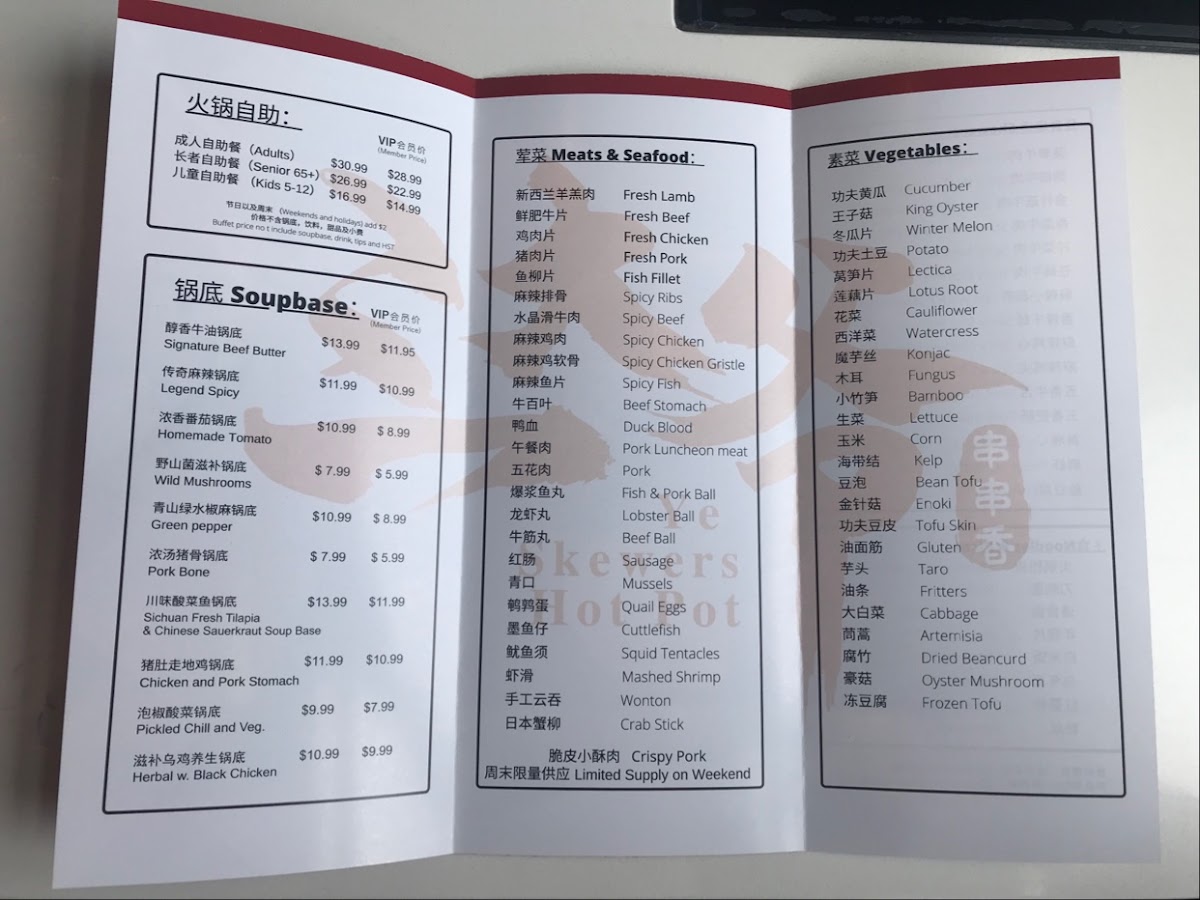 火锅自助：
VIP会员价
(Member Price)
成人自助餐（Adults） $30.99 $28.99
长者自助餐（Senior 65+） $26.99 $22.99
儿童自助餐 （Kids 5-12） $16.99 $14.99
节日以及周末 （Weekends and holidays) add $2
价格不含锅底，饮料，甜品及小费
Buffet price no t include soupbase, drink, tips and HST
锅底 Soupbase：
VIP会员价
(Member Price)
醇香牛油锅底
Signature Beef Butter $13.99 $11.95
传奇麻辣锅底
Legend Spicy $11.99 $10.99
浓香番茄锅底
Homemade Tomato $10.99 $ 8.99
野山菌滋补锅底
Wild Mushrooms $ 7.99 $ 5.99
青山绿水椒麻锅底
Green pepper $10.99 $ 8.99
浓汤猪骨锅底
Pork Bone $ 7.99 $ 5.99
川味酸菜鱼锅底 $13.99 $11.99
Sichuan Fresh Tilapia
& Chinese Sauerkraut Soup Base
猪肚走地鸡锅底 $11.99 $10.99
Chicken and Pork Stomach
泡椒酸菜锅底 $9.99 $7.99
Pickled Chill and Veg.
滋补乌鸡养生锅底 $10.99 $9.99
Herbal w. Black Chicken
荤菜 Meats & Seafood：
新西兰羊羔肉 Fresh Lamb
鲜肥牛片 Fresh Beef
鸡肉片 Fresh Chicken
猪肉片 Fresh Pork
鱼柳片 Fish Fillet
麻辣排骨 Spicy Ribs
水晶滑牛肉 Spicy Beef
麻辣鸡肉 Spicy Chicken
麻辣鸡软骨 Spicy Chicken Gristle
麻辣鱼片 Spicy Fish
牛百叶 Beef Stomach
鸭血 Duck Blood
午餐肉 Pork Luncheon meat
五花肉 Pork
爆浆鱼丸 Fish & Pork Ball
龙虾丸 Lobster Ball
牛筋丸 Beef Ball
红肠 Sausage
青口 Mussels
鹌鹑蛋 Quail Eggs
墨鱼仔 Cuttlefish
鱿鱼须 Squid Tentacles
虾滑 Mashed Shrimp
手工云吞 Wonton
日本蟹柳 Crab Stick
脆皮小酥肉 Crispy Pork
周末限量供应 Limited Supply on Weekend
Ye
Skewers
Hot Pot
素菜 Vegetables：
功夫黄瓜 Cucumber
王子菇 King Oyster
冬瓜片 Winter Melon
功夫土豆 Potato
莴笋片 Lectica
莲藕片 Lotus Root
花菜 Cauliflower
西洋菜 Watercress
魔芋丝 Konjac
木耳 Fungus
小竹笋 Bamboo
生菜 Lettuce
玉米 Corn
海带结 Kelp
豆泡 Bean Tofu
金针菇 Enoki
功夫豆皮 Tofu Skin
油面筋 Gluten
芋头 Taro
油条 Fritters
大白菜 Cabbage
茼蒿 Artemisia
腐竹 Dried Beancurd
豪菇 Oyster Mushroom
冻豆腐 Frozen Tofu
串串香